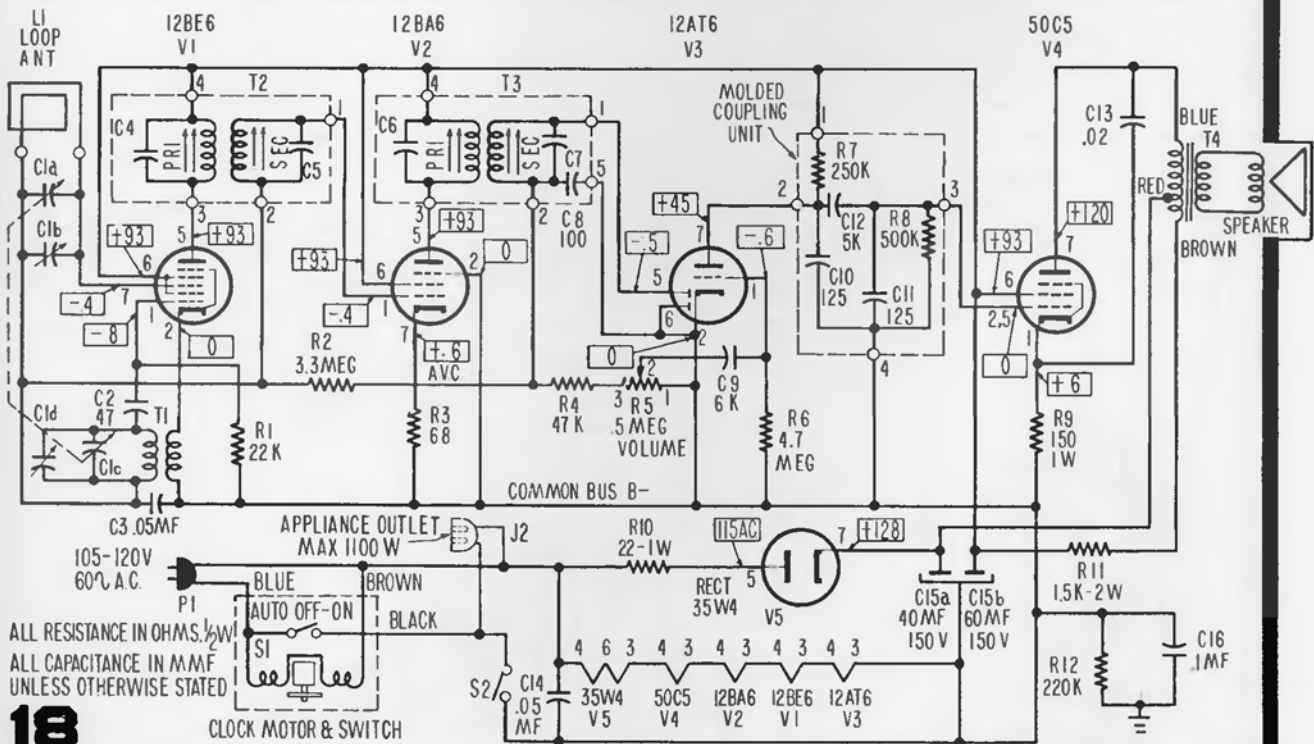 L1
LOOP
ANT
12BE6
V1
12BA6
V2
12AT6
V3
50C5
V4
T2
T3
4
4
1
1
1
C4
PRI
SEC
C5
C6
PRI
SEC
C7
5
3
2
3
2
C8
100
MOLDED
COUPLING
UNIT
R7
250K
2
3
C12
5K
R8
500K
C10
125
C11
125
4
C13
.02
BLUE
T4
RED
BROWN
SPEAKER
C1a
C1b
+93
5
+93
6
7
-.4
1
-8
2
0
+93
5
+93
6
2
0
1
-.4
7
+.6
AVC
+45
7
-.6
-.5
5
6
1
0
2
+120
7
+93
6
2,5
0
1
+6
R2
3.3MEG
C2
47
T1
R1
22K
C1d
C1c
C3 .05MF
R3
68
R4
47K
3
2
1
R5
.5 MEG
VOLUME
C9
6K
R6
4.7
MEG
R9
150
1W
COMMON BUS B-
APPLIANCE OUTLET
MAX 1100W
J2
105-120V
60~ A.C.
P1
BLUE
BROWN
AUTO OFF-ON
BLACK
S1
CLOCK MOTOR & SWITCH
ALL RESISTANCE IN OHMS.½W
ALL CAPACITANCE IN MMF
UNLESS OTHERWISE STATED
18
R10
22-1W
115AC
5
RECT
35W4
V5
7
+128
C15a
40MF
150V
C15b
60MF
150V
R11
1.5K-2W
R12
220K
C16
.1MF
S2
C14
.05
MF
4 6 3
35W4
V5
4 3
50C5
V4
4 3
12BA6
V2
4 3
12BE6
V1
4 3
12AT6
V3